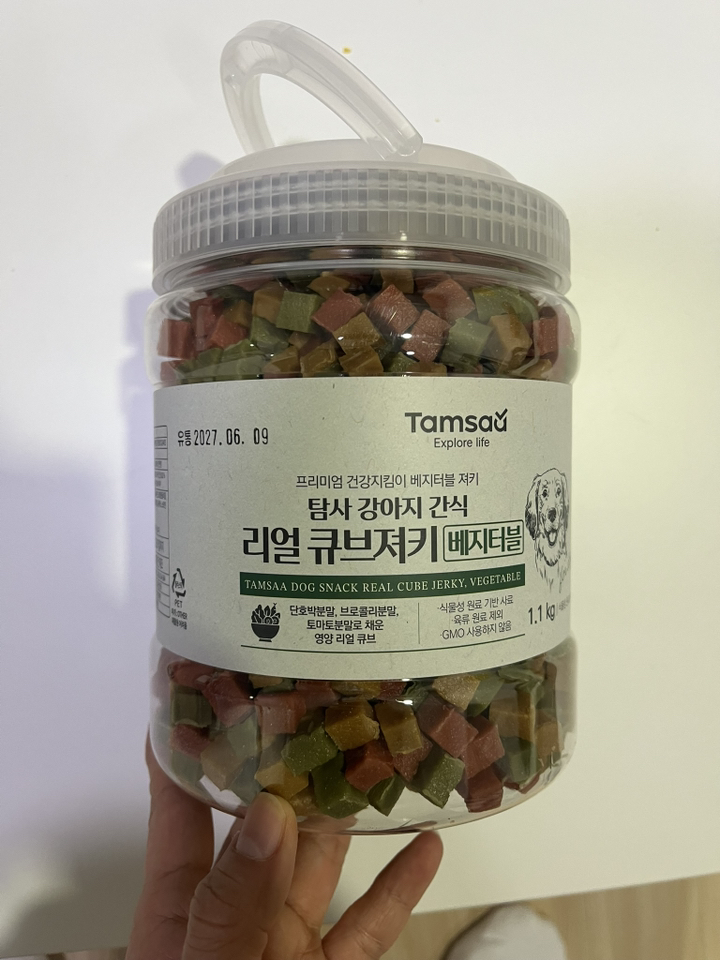 유통 2027. 06. 09
Tamsaa
Explore life
프리미엄 건강지킴이 베지터블 져키
탐사 강아지 간식
리얼 큐브져키 베지터블
TAMSAA DOG SNACK REAL CUBE JERKY. VEGETABLE
단호박분말, 브로콜리분말,
토마토분말로 채운
영양 리얼 큐브
·식물성 원료 기반 사료
·육류 원료 제외
·GMO 사용하지 않음
1.1 kg
PET